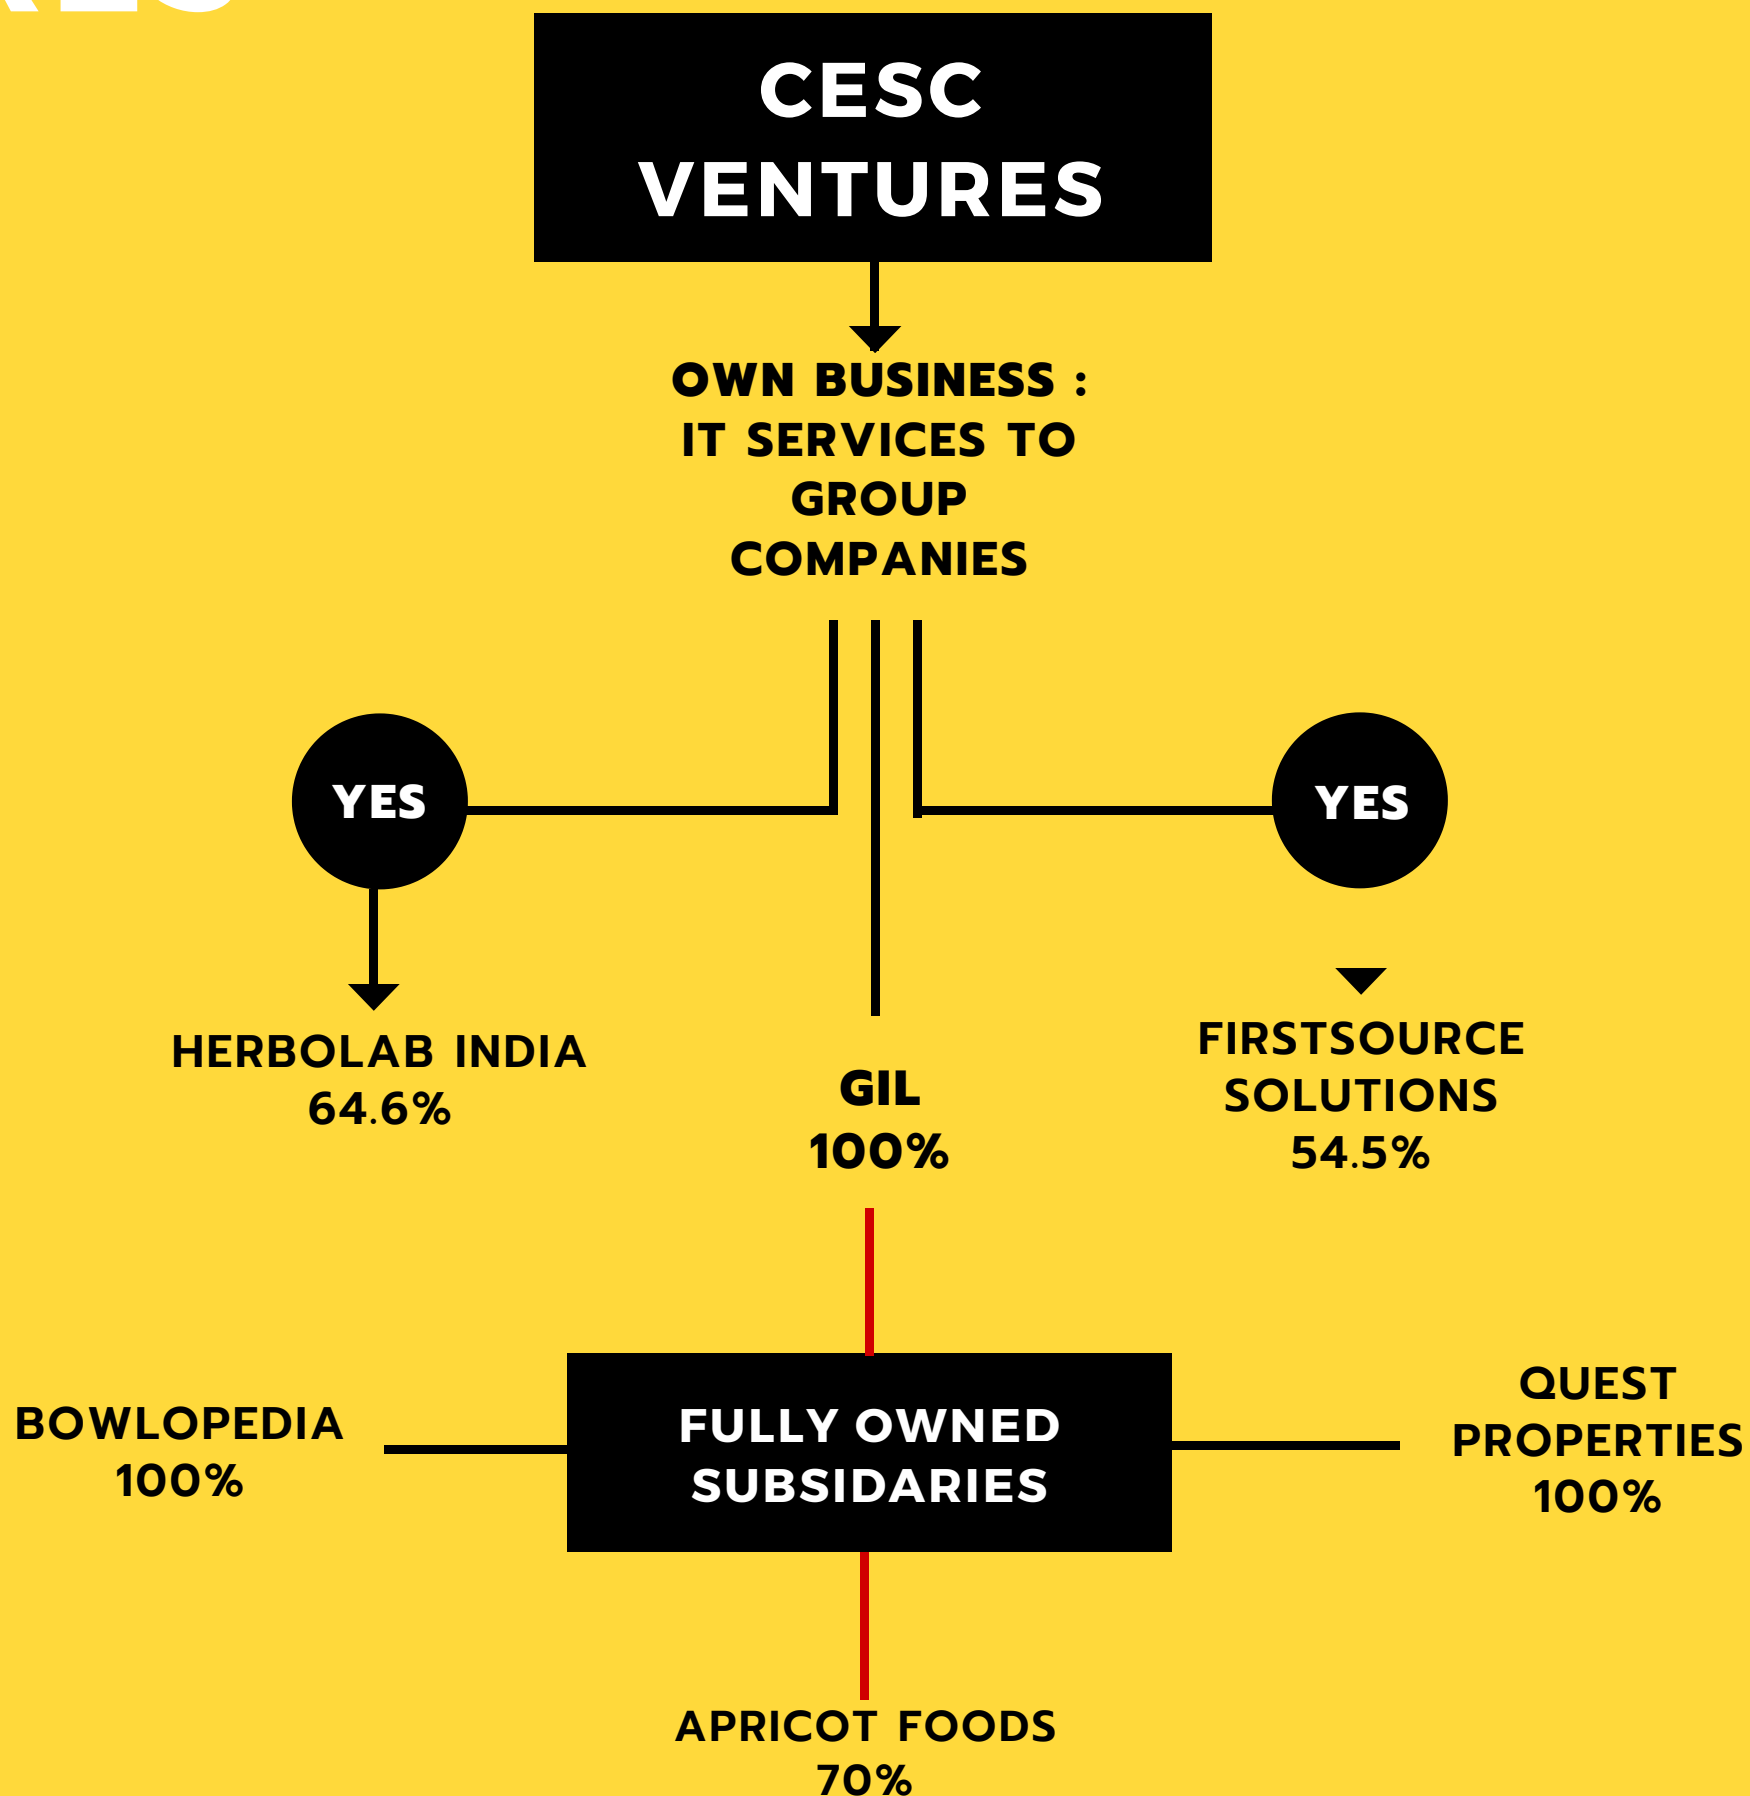 CESC
VENTURES
OWN BUSINESS :
IT SERVICES TO
GROUP
COMPANIES
YES
YES
HERBOLAB INDIA
64.6%
GIL
100%
FIRSTSOURCE
SOLUTIONS
54.5%
BOWLOPEDIA
100%
FULLY OWNED
SUBSIDARIES
QUEST
PROPERTIES
100%
APRICOT FOODS
70%